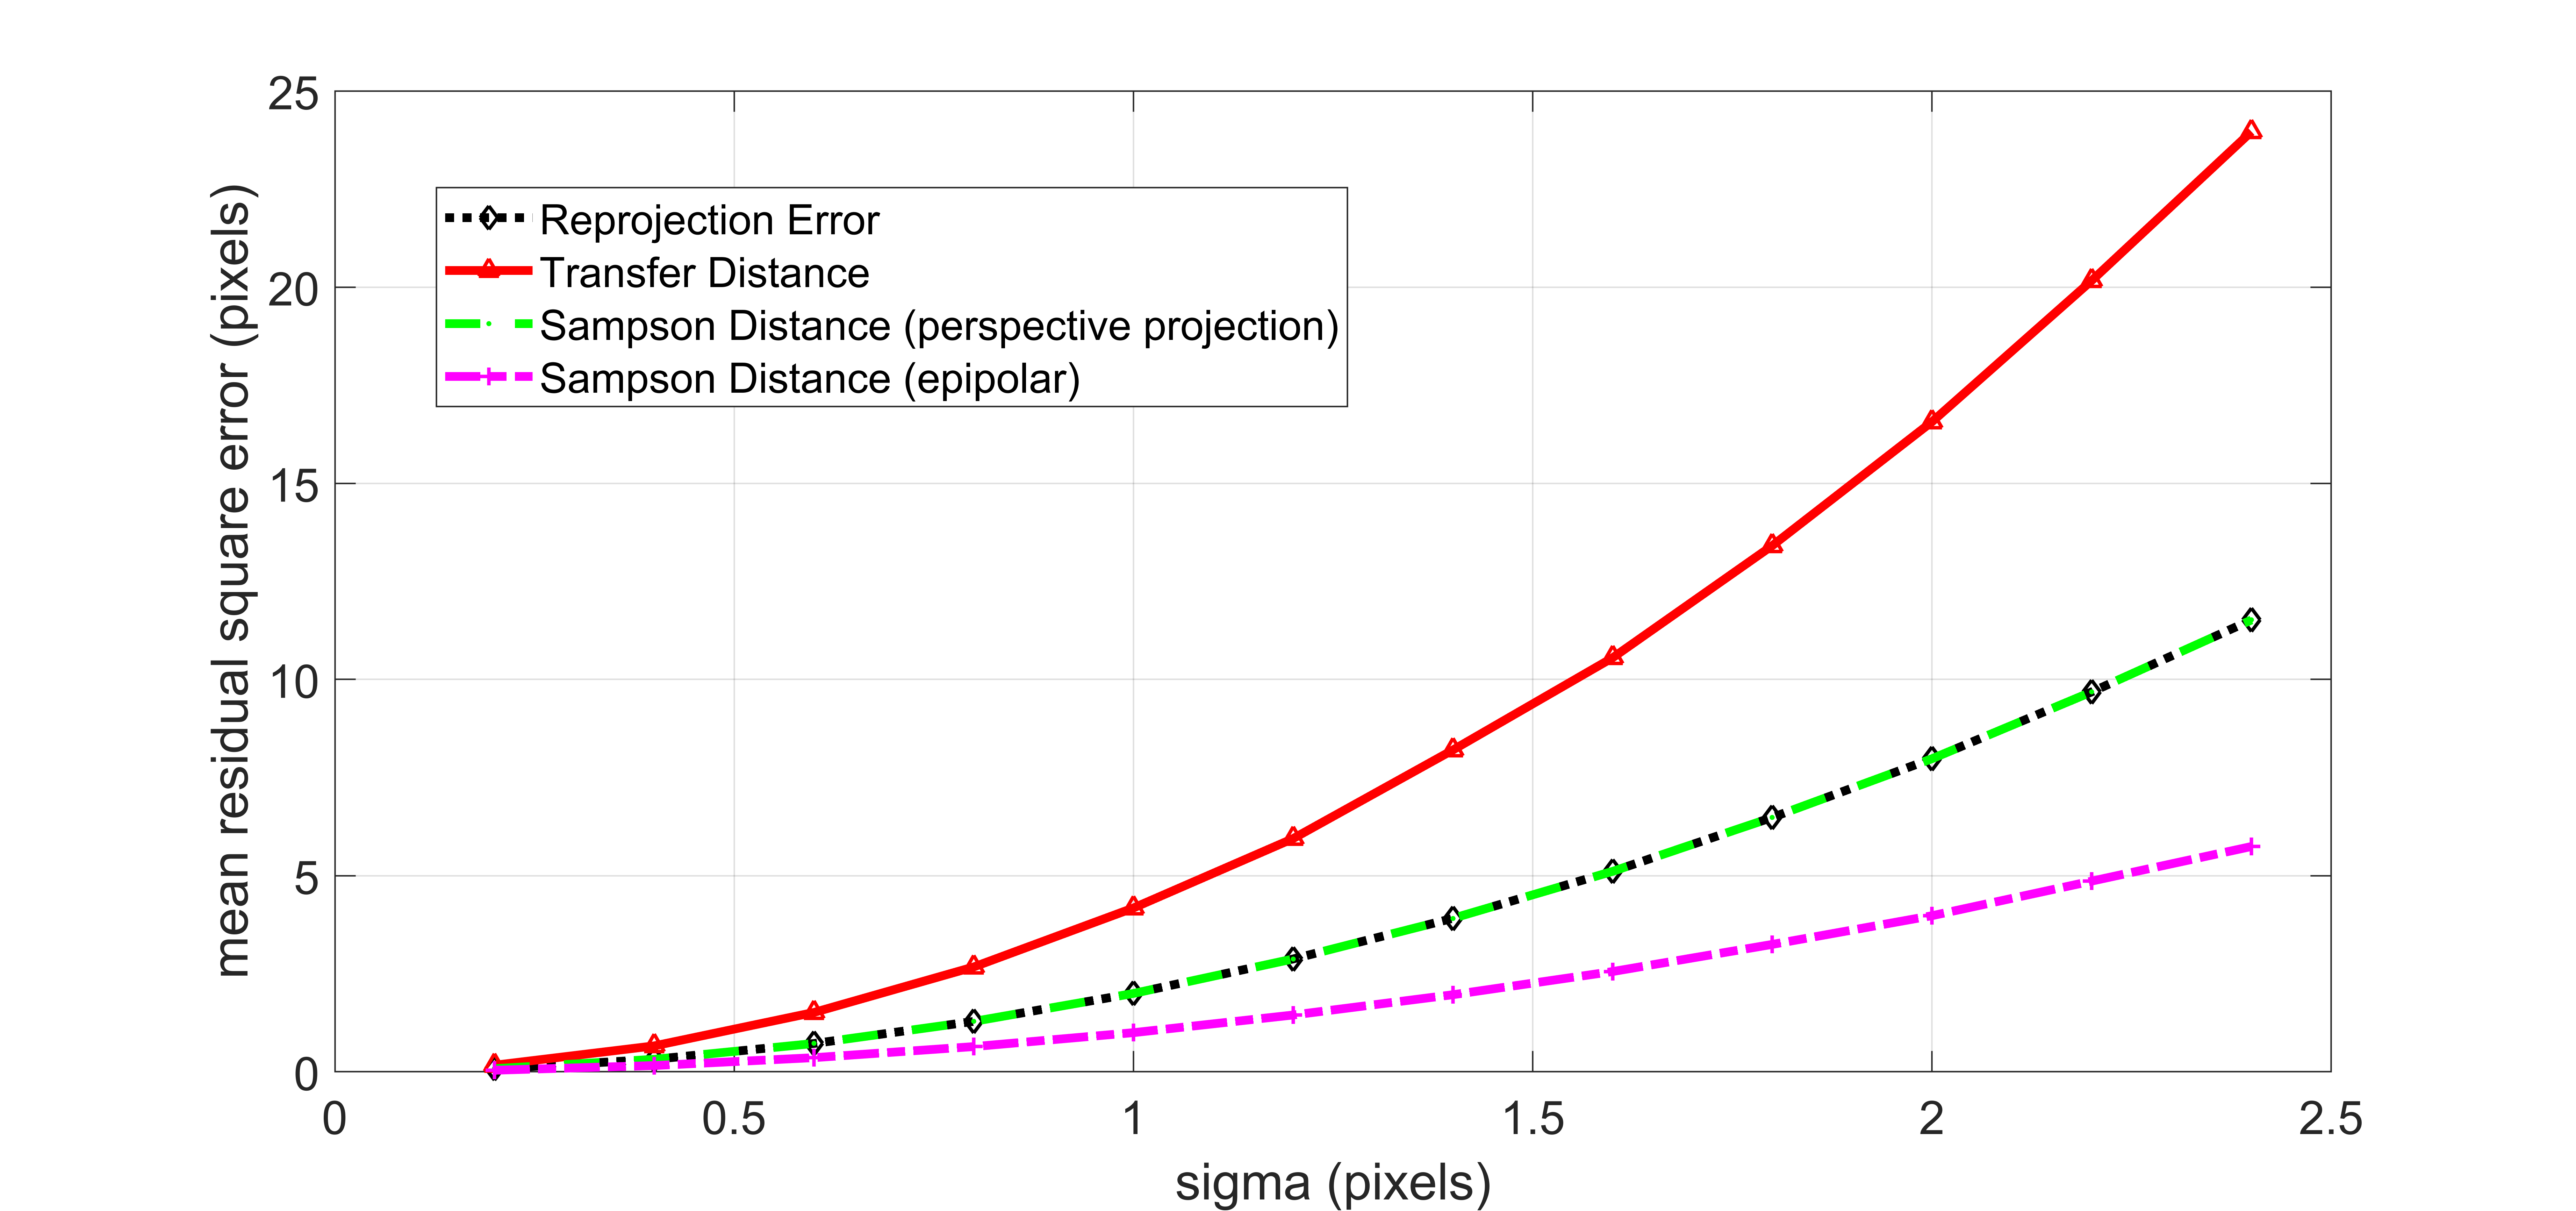 mean residual square error (pixels)
25
20
15
10
5
0
Reprojection Error
Transfer Distance
Sampson Distance (perspective projection)
Sampson Distance (epipolar)
0 0.5 1 1.5 2 2.5
sigma (pixels)